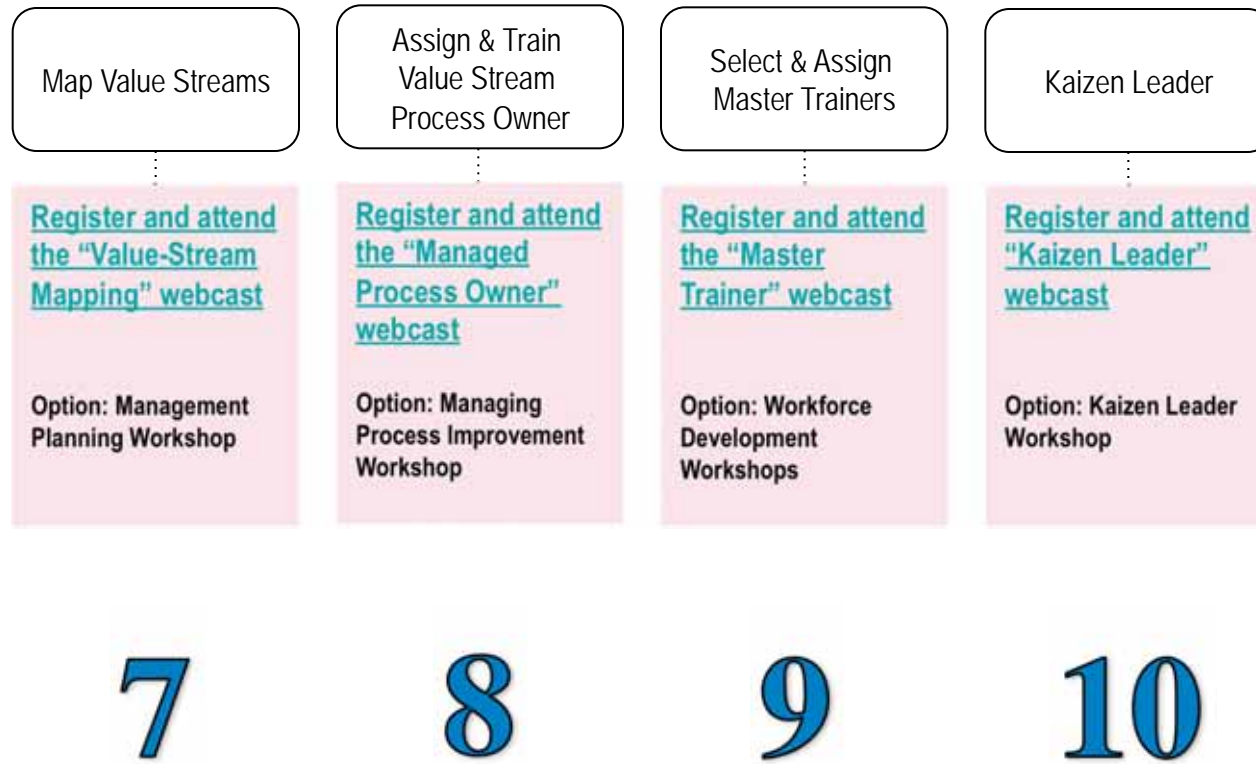 Map Value Streams
Assign & Train
Value Stream
Process Owner
Select & Assign
Master Trainers
Kaizen Leader
Register and attend
the “Value-Stream
Mapping” webcast
Option: Management
Planning Workshop
Register and attend
the “Managed
Process Owner”
webcast
Option: Managing
Process Improvement
Workshop
Register and attend
the “Master
Trainer” webcast
Option: Workforce
Development
Workshops
Register and attend
“Kaizen Leader”
webcast
Option: Kaizen Leader
Workshop
7
8
9
10